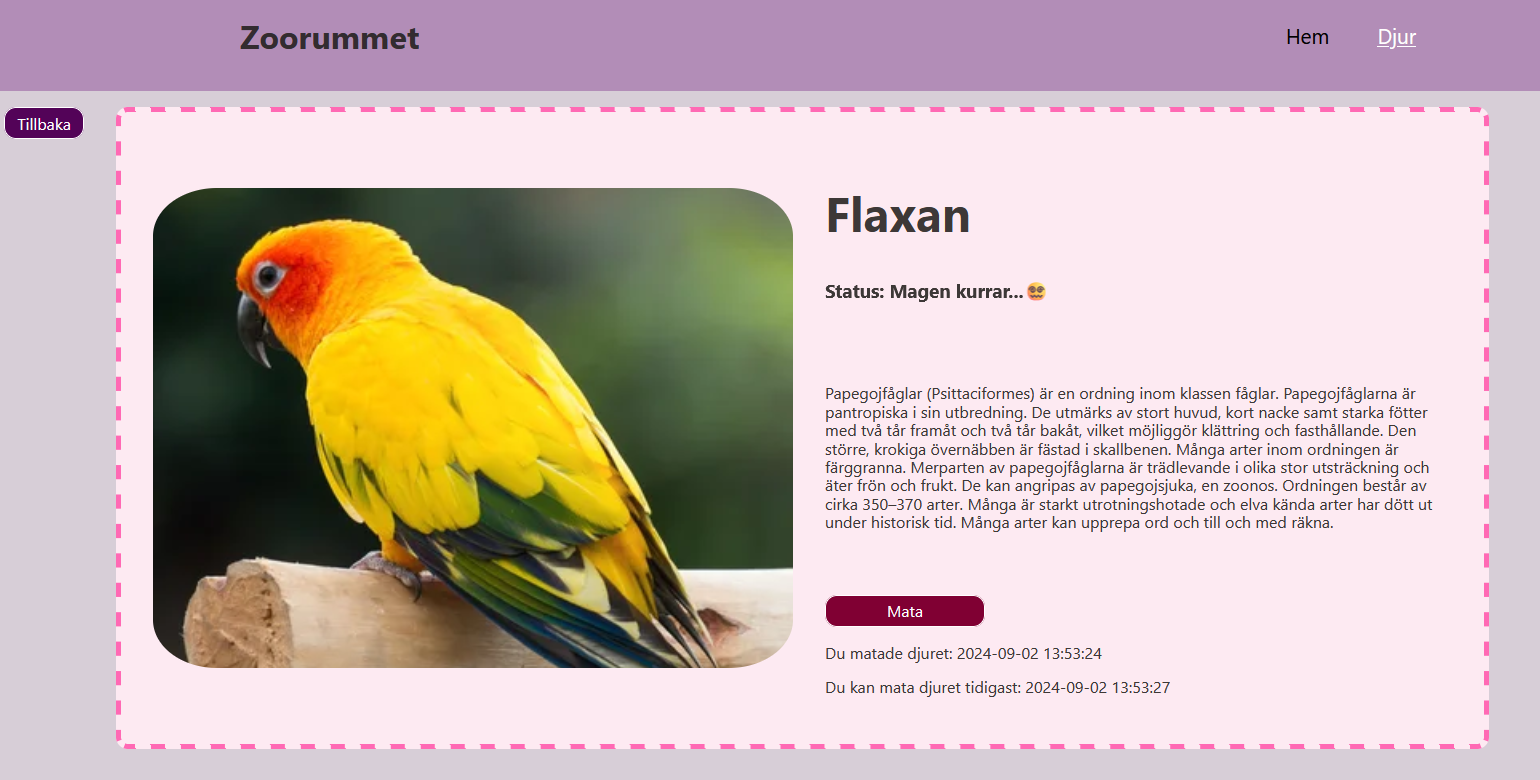 Zoorummet
Hem
Djur
Tillbaka
Flaxan
Status: Magen kurrar...😵
Papegojfåglar (Psittaciformes) är en ordning inom klassen fåglar. Papegojfåglarna är
pantropiska i sin utbredning. De utmärks av stort huvud, kort nacke samt starka fötter
med två tår framåt och två tår bakåt, vilket möjliggör klättring och fasthållande. Den
större, krokiga övernäbben är fästad i skallbenen. Många arter inom ordningen är
färggranna. Merparten av papegojfåglarna är trädlevande i olika stor utsträckning och
äter frön och frukt. De kan angripas av papegojsjuka, en zoonos. Ordningen består av
cirka 350–370 arter. Många är starkt utrotningshotade och elva kända arter har dött ut
under historisk tid. Många arter kan upprepa ord och till och med räkna.
Mata
Du matade djuret: 2024-09-02 13:53:24
Du kan mata djuret tidigast: 2024-09-02 13:53:27